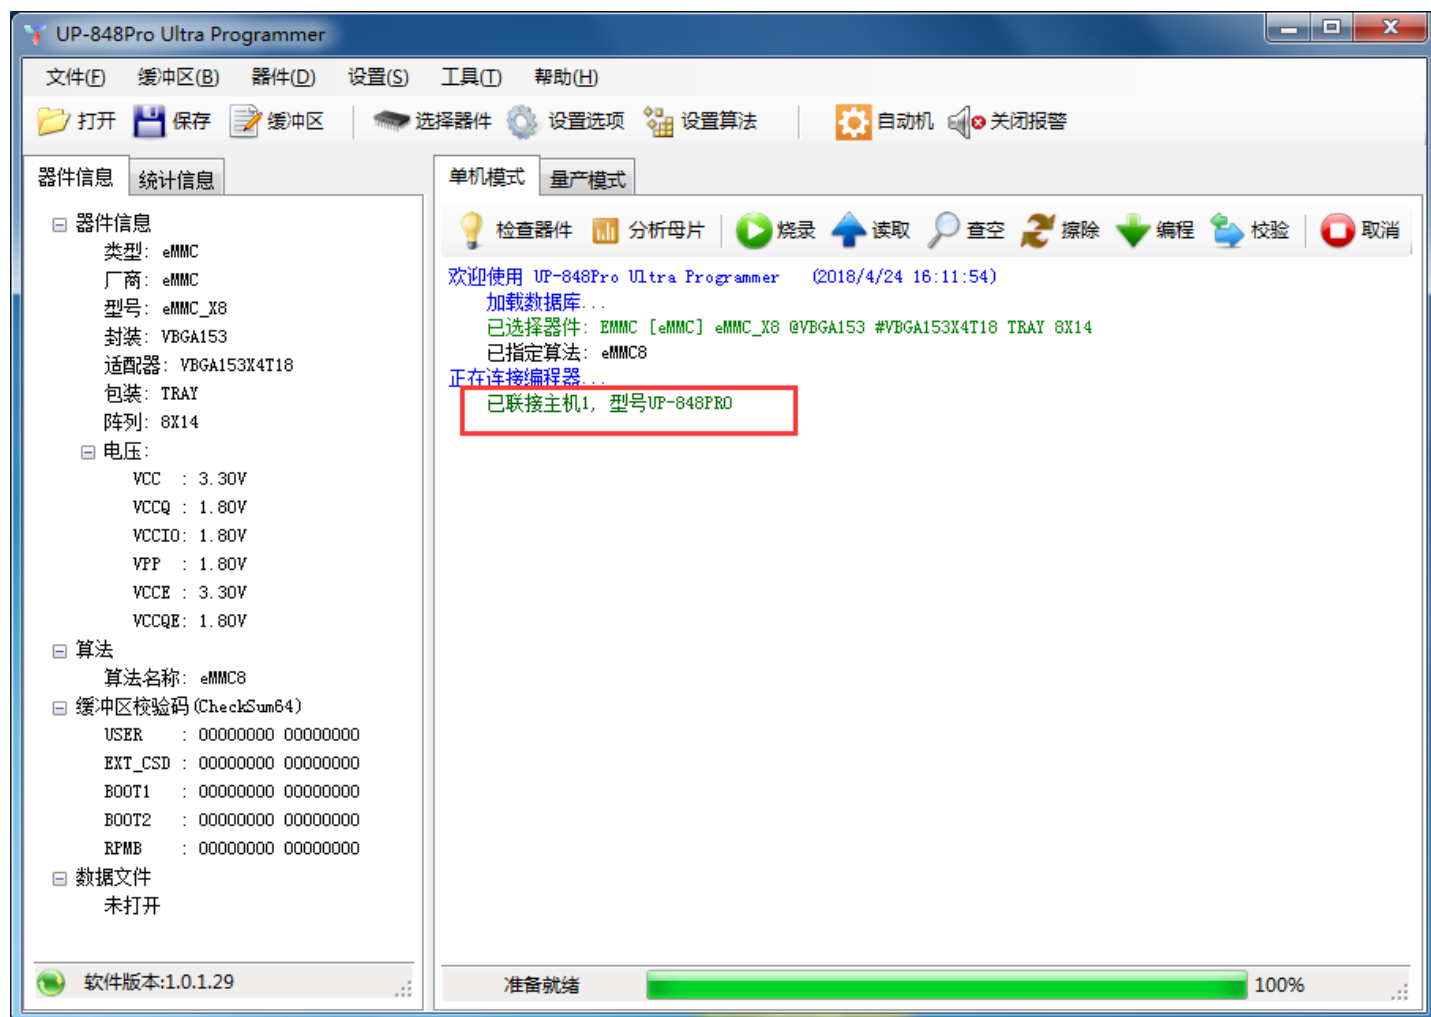 UP-848Pro Ultra Programmer
文件(F) 缓冲区(B) 器件(D) 设置(S) 工具(T) 帮助(H)
打开 保存 缓冲区 选择器件 设置选项 设置算法 自动机 关闭报警
器件信息 统计信息
器件信息
类型: eMMC
厂商: eMMC
型号: eMMC_X8
封装: VBGA153
适配器: VBGA153X4T18
包装: TRAY
阵列: 8X14
电压:
VCC : 3.30V
VCCQ : 1.80V
VCCIO: 1.80V
VPP : 1.80V
VCCE : 3.30V
VCCQE: 1.80V
算法
算法名称: eMMC8
缓冲区校验码(CheckSum64)
USER : 00000000 00000000
EXT_CSD : 00000000 00000000
BOOT1 : 00000000 00000000
BOOT2 : 00000000 00000000
RPMB : 00000000 00000000
数据文件
未打开
软件版本:1.0.1.29
单机模式 量产模式
检查器件 分析母片 烧录 读取 查空 擦除 编程 校验 取消
欢迎使用 UP-848Pro Ultra Programmer (2018/4/24 16:11:54)
加载数据库...
已选择器件: EMMC [eMMC] eMMC_X8 @VBGA153 #VBGA153X4T18 TRAY 8X14
已指定算法: eMMC8
正在连接编程器...
已联接主机1, 型号UP-848PRO
准备就绪 100%